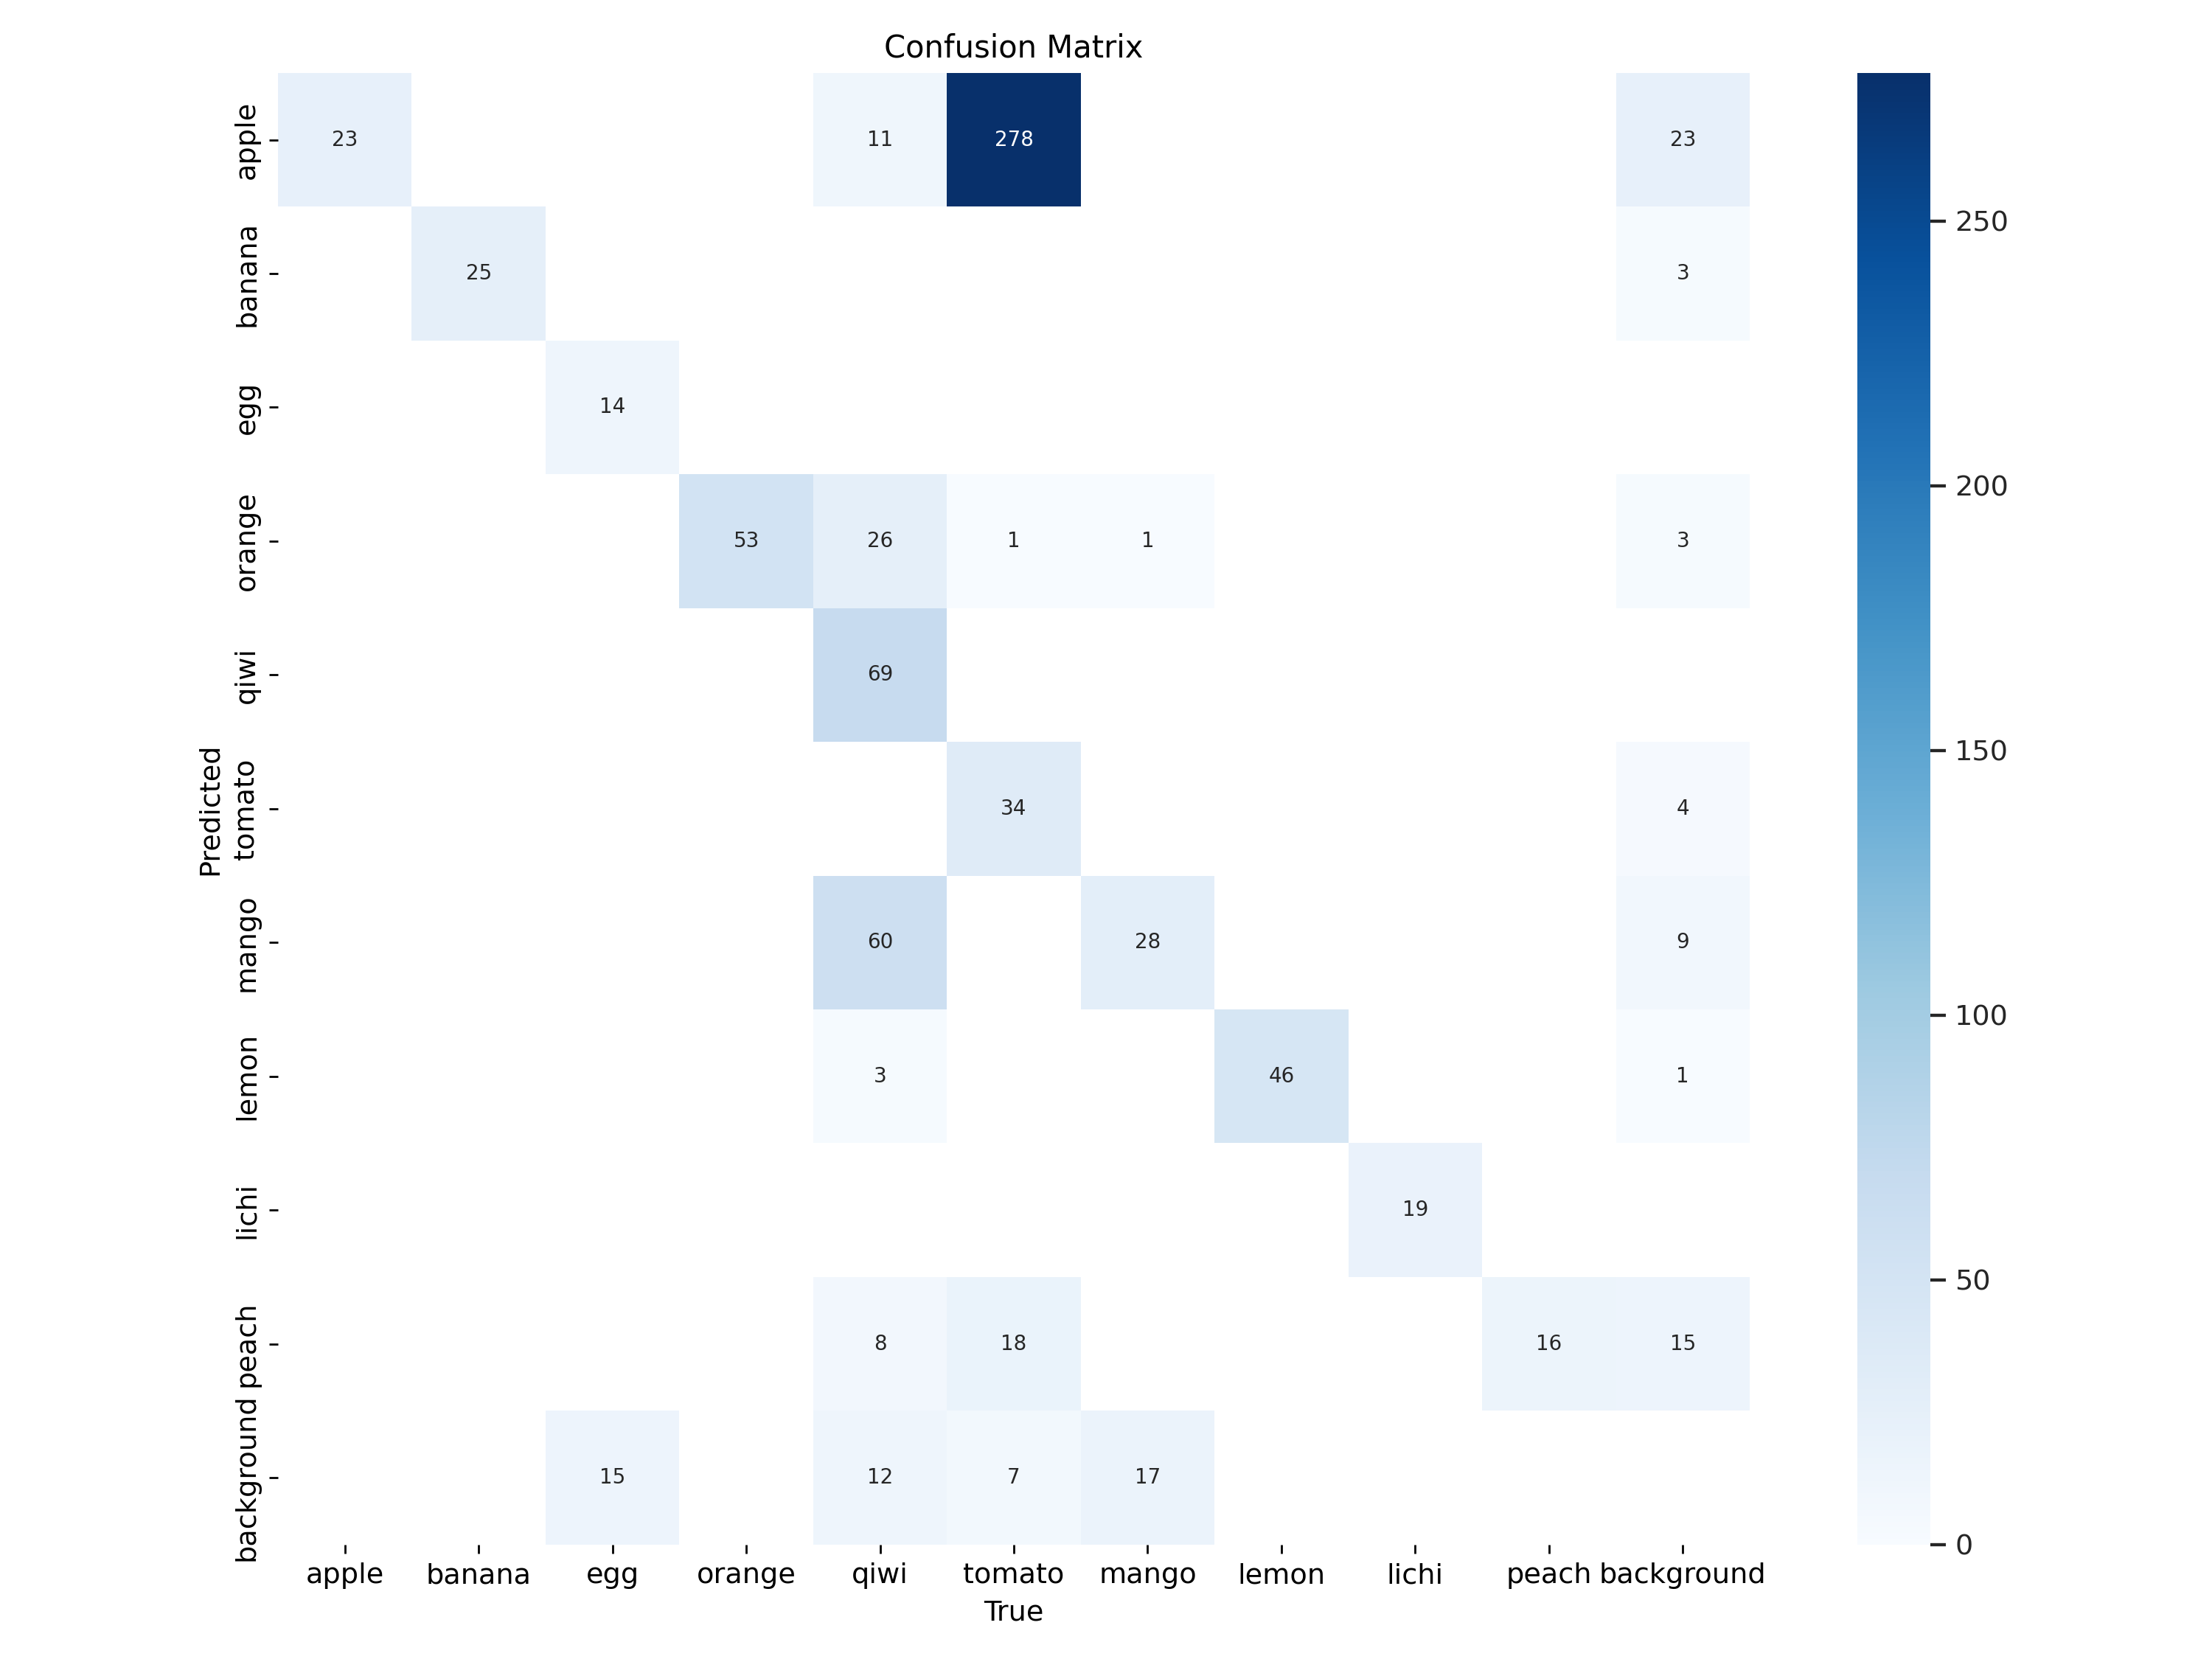 Confusion Matrix
apple 23 11 278 23
banana 25 3
egg 14
orange 53 26 1 1 3
qiwi 69
tomato 34 4
mango 60 28 9
lemon 3 46 1
lichi 19
peach 8 18 16 15
background 15 12 7 17
Predicted
apple banana egg orange qiwi tomato mango lemon lichi peach background
True
250
200
150
100
50
0